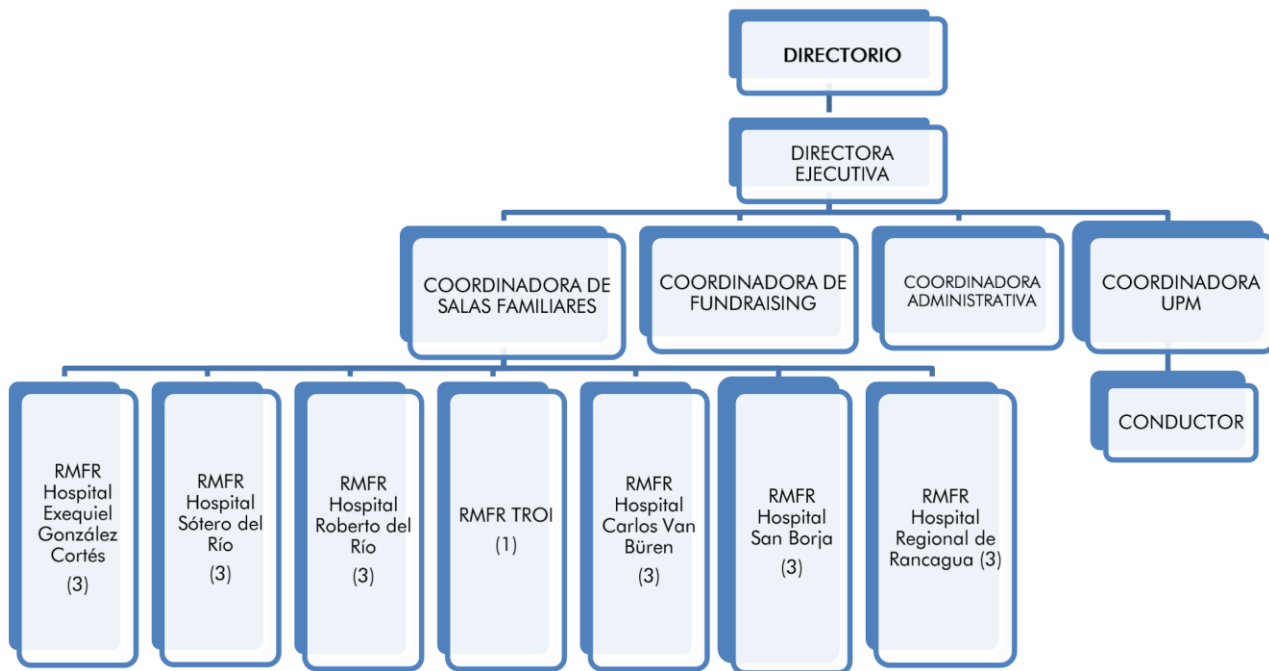 DIRECTORIO
DIRECTORA
EJECUTIVA
COORDINADORA DE
SALAS FAMILIARES
COORDINADORA DE
FUNDRAISING
COORDINADORA
ADMINISTRATIVA
COORDINADORA
UPM
CONDUCTOR
RMFR
Hospital
Exequiel
González
Cortés
(3)
RMFR
Hospital
Sótero del
Río
(3)
RMFR
Hospital
Roberto del
Río
(3)
RMFR TROI
(1)
RMFR
Hospital
Carlos Van
Büren
(3)
RMFR
Hospital
San Borja
(3)
RMFR
Hospital
Regional de
Rancagua (3)